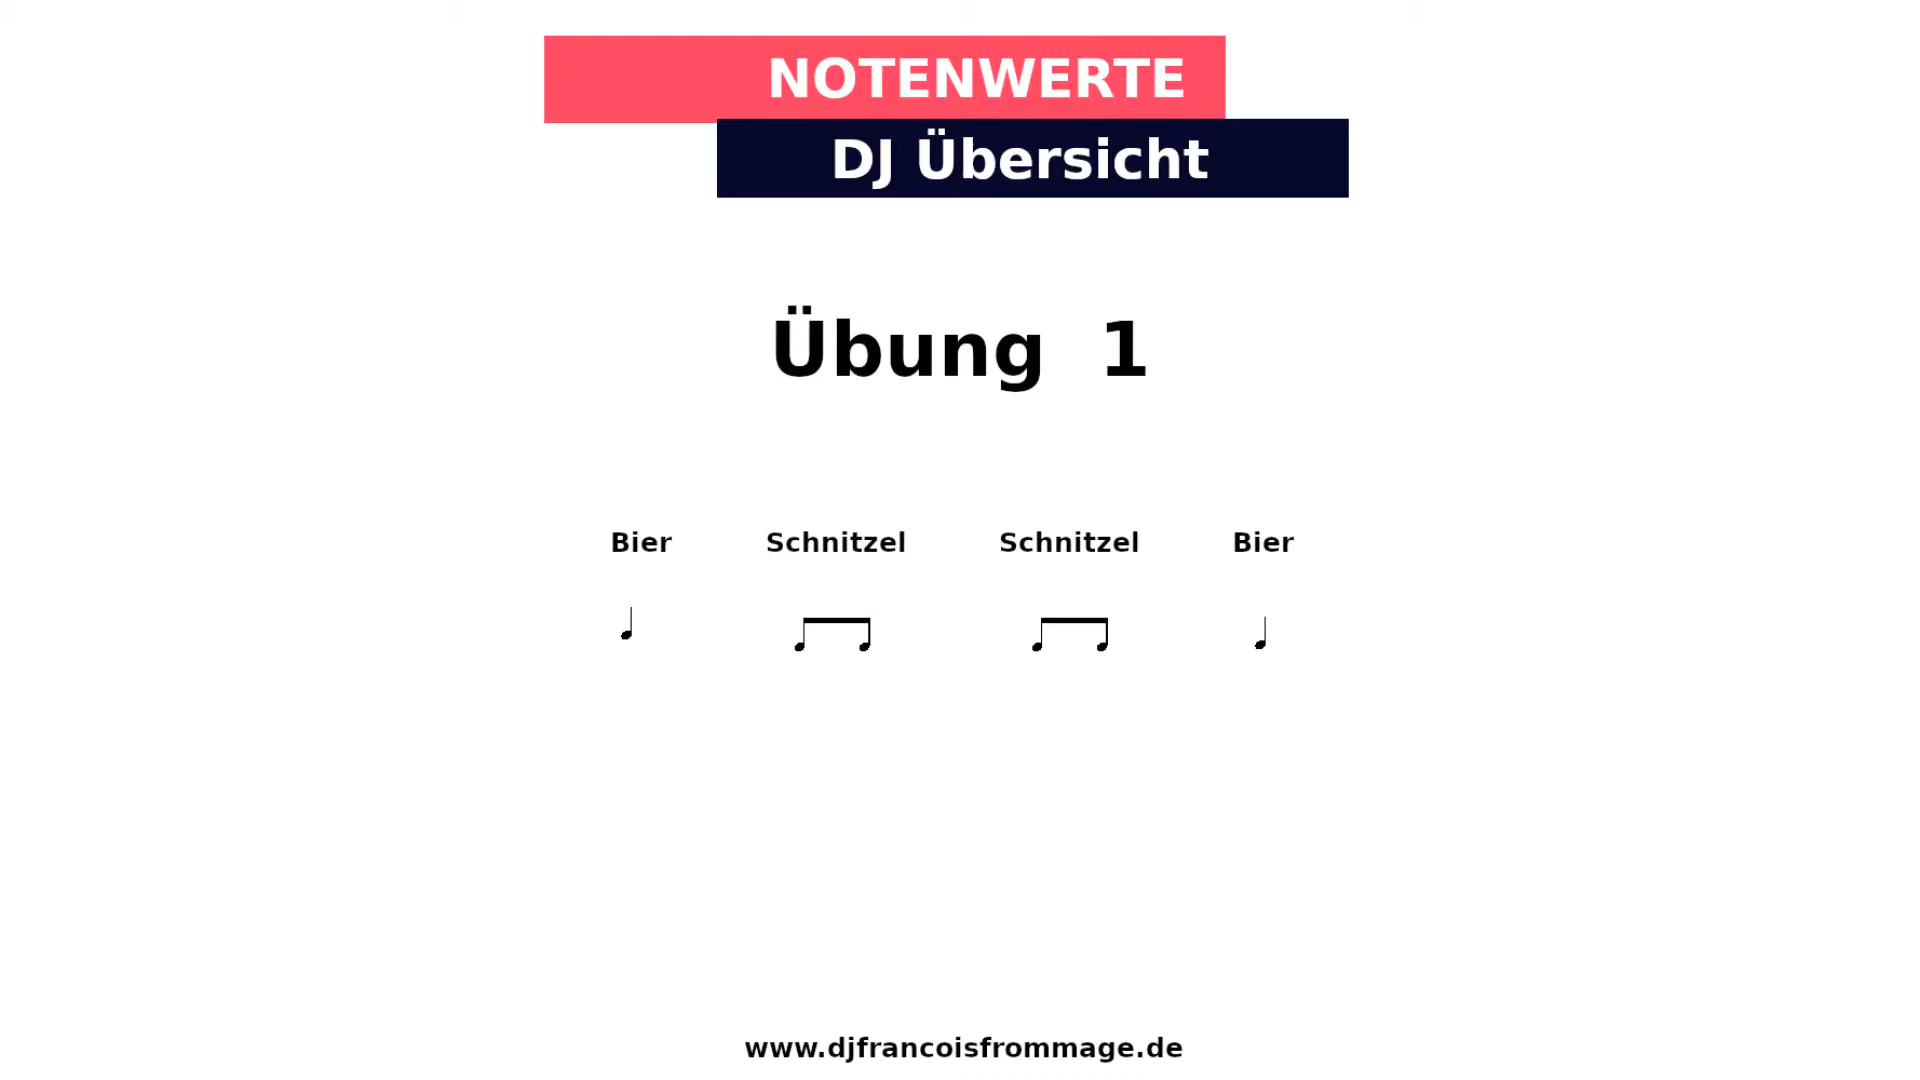 NOTENWERTE
DJ Übersicht
Übung 1
Bier Schnitzel Schnitzel Bier
www.djfrancoisfrommage.de